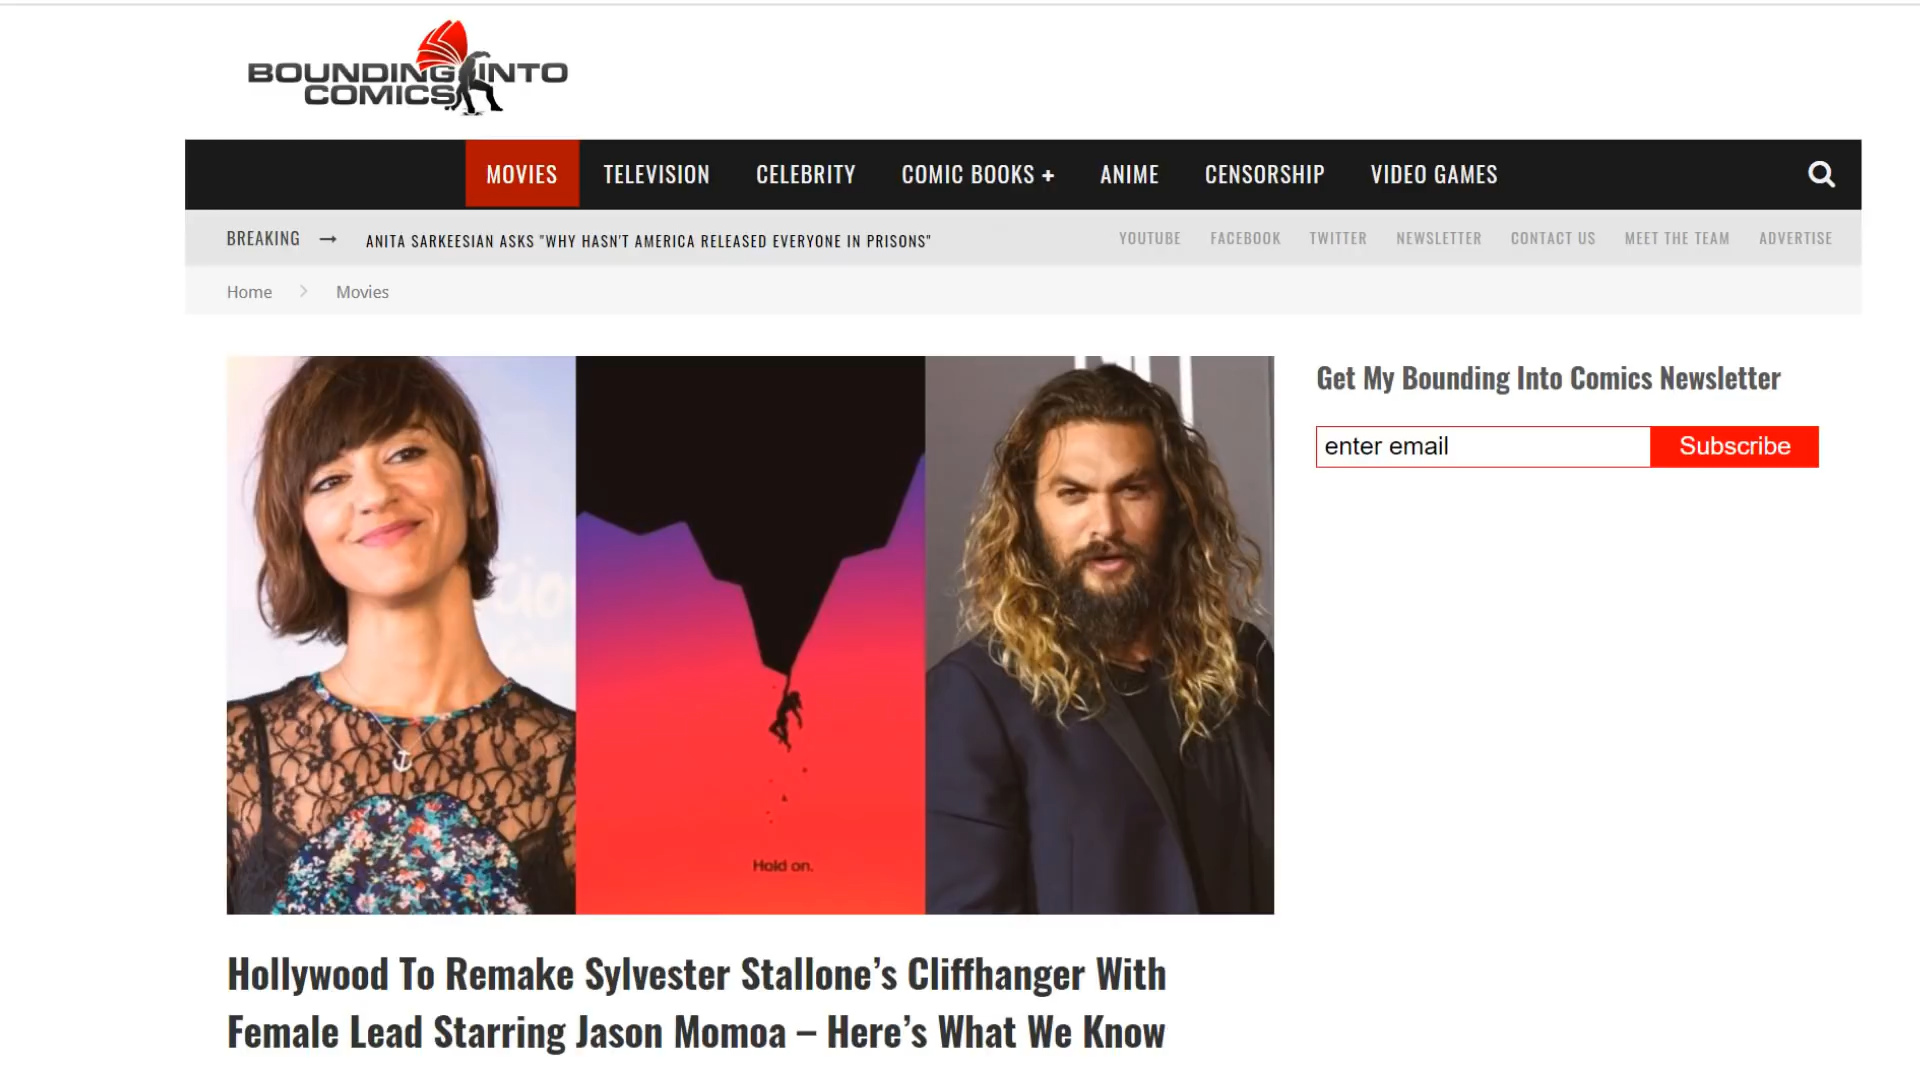 BOUNDING INTO
COMICS
MOVIES TELEVISION CELEBRITY COMIC BOOKS + ANIME CENSORSHIP VIDEO GAMES
BREAKING → ANITA SARKEESIAN ASKS "WHY HASN'T AMERICA RELEASED EVERYONE IN PRISONS" YOUTUBE FACEBOOK TWITTER NEWSLETTER CONTACT US MEET THE TEAM ADVERTISE
Home > Movies
Get My Bounding Into Comics Newsletter
enter email Subscribe
Hold on.
Hollywood To Remake Sylvester Stallone’s Cliffhanger With
Female Lead Starring Jason Momoa – Here’s What We Know